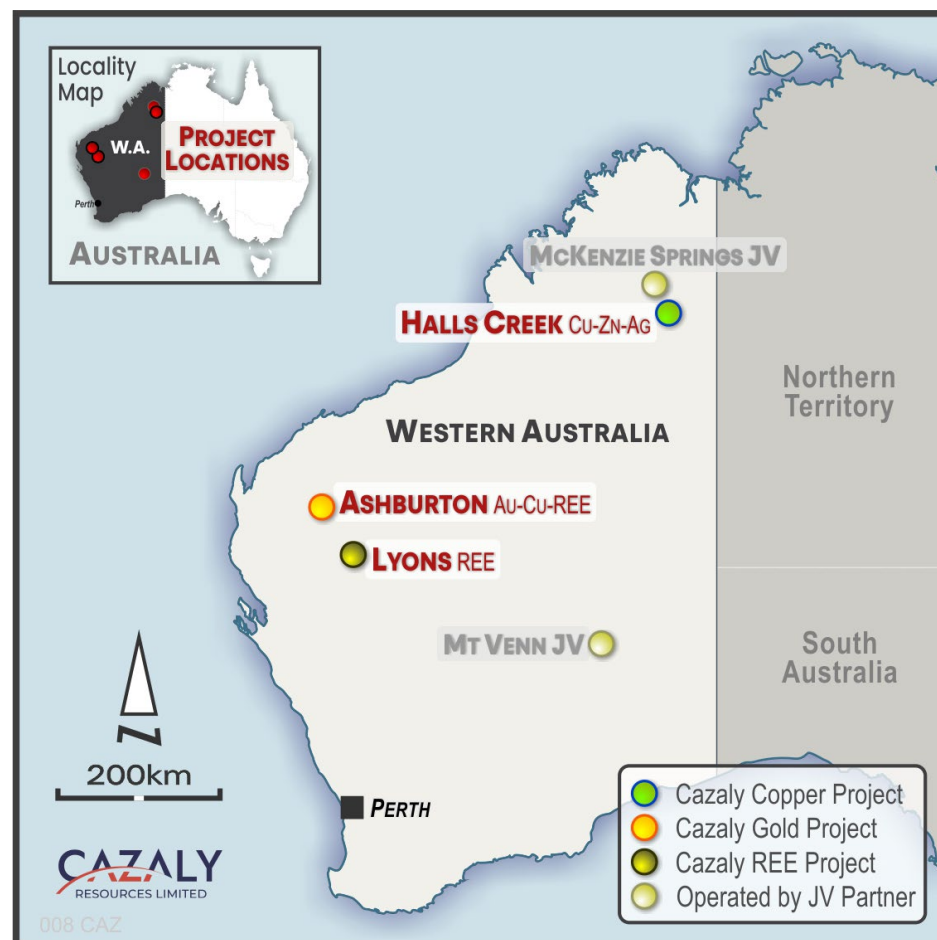 Locality
Map
W.A.
PROJECT
LOCATIONS
Perth
AUSTRALIA
MCKENZIE SPRINGS JV
HALLS CREEK CU-ZN-AG
Northern
Territory
WESTERN AUSTRALIA
ASHBURTON AU-CU-REE
LYONS REE
MT VENN JV
South
Australia
N
200km
PERTH
Cazaly Copper Project
Cazaly Gold Project
Cazaly REE Project
Operated by JV Partner
CAZALY
RESOURCES LIMITED
008 CAZ